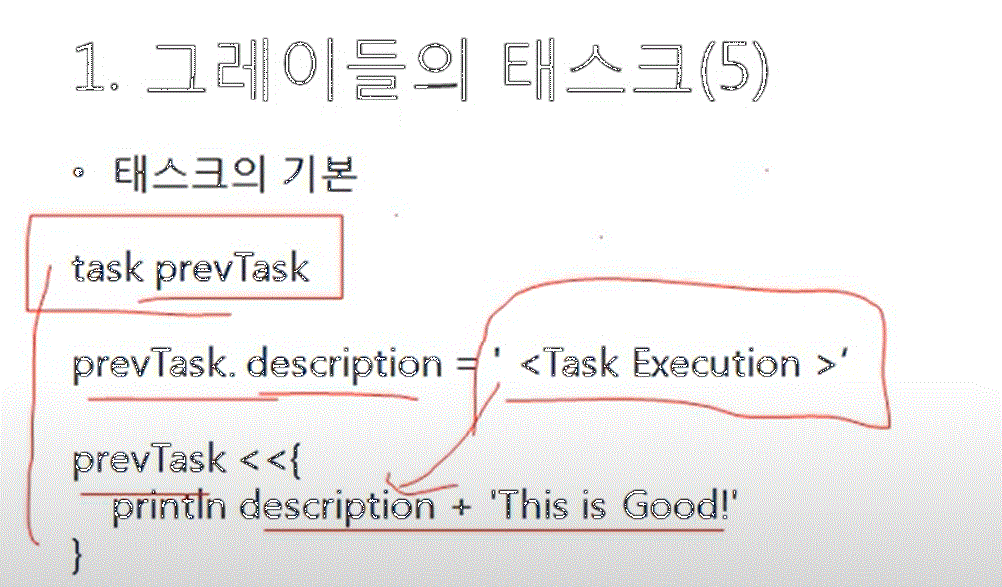 1. 그레이들의 태스크(5)
• 태스크의 기본
task prevTask
prevTask. description = ' <Task Execution >’
prevTask <<{
println description + 'This is Good!'
}